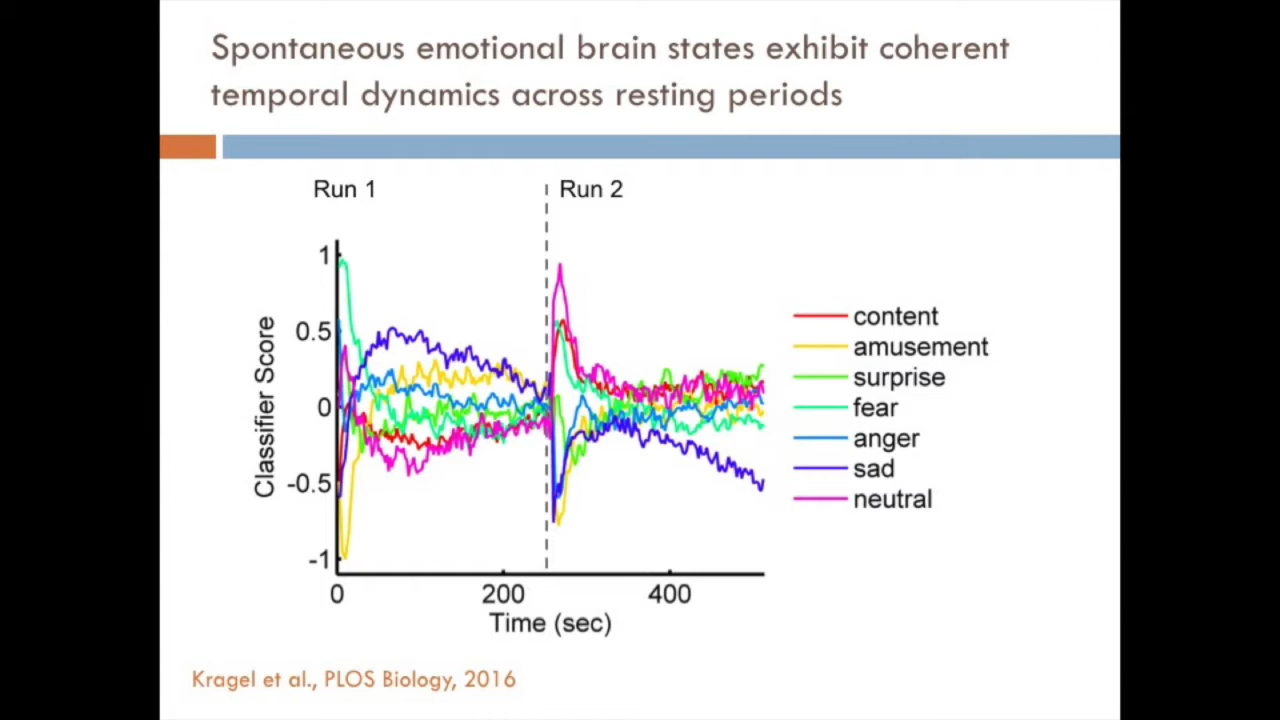 Spontaneous emotional brain states exhibit coherent
temporal dynamics across resting periods
Run 1
Run 2
1
0.5
0
-0.5
-1
Classifier Score
0
200
400
Time (sec)
content
amusement
surprise
fear
anger
sad
neutral
Kragel et al., PLOS Biology, 2016